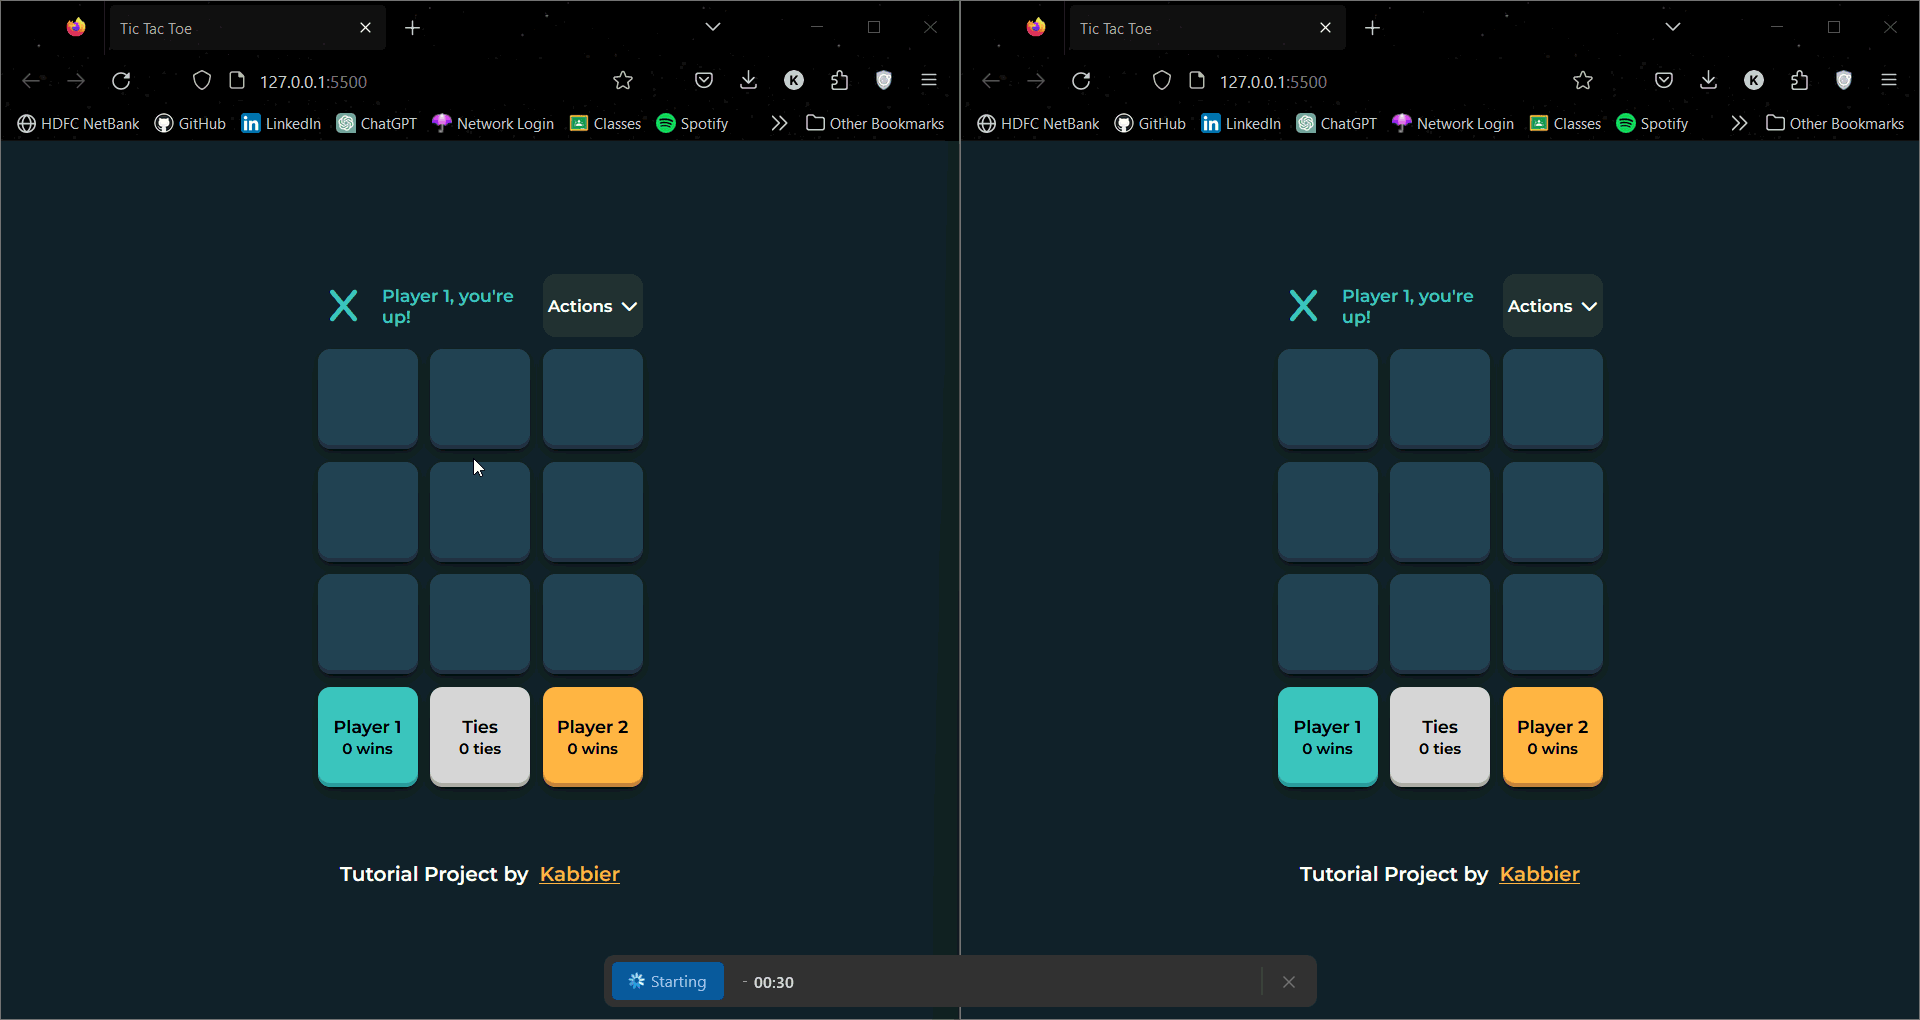 Tic Tac Toe
127.0.0.1:5500
HDFC NetBank GitHub LinkedIn ChatGPT Network Login Classes Spotify Other Bookmarks
Player 1, you're
up!
Actions
Player 1
0 wins
Ties
0 ties
Player 2
0 wins
Tutorial Project by Kabbier
Tic Tac Toe
127.0.0.1:5500
HDFC NetBank GitHub LinkedIn ChatGPT Network Login Classes Spotify Other Bookmarks
Player 1, you're
up!
Actions
Player 1
0 wins
Ties
0 ties
Player 2
0 wins
Tutorial Project by Kabbier
Starting - 00:30